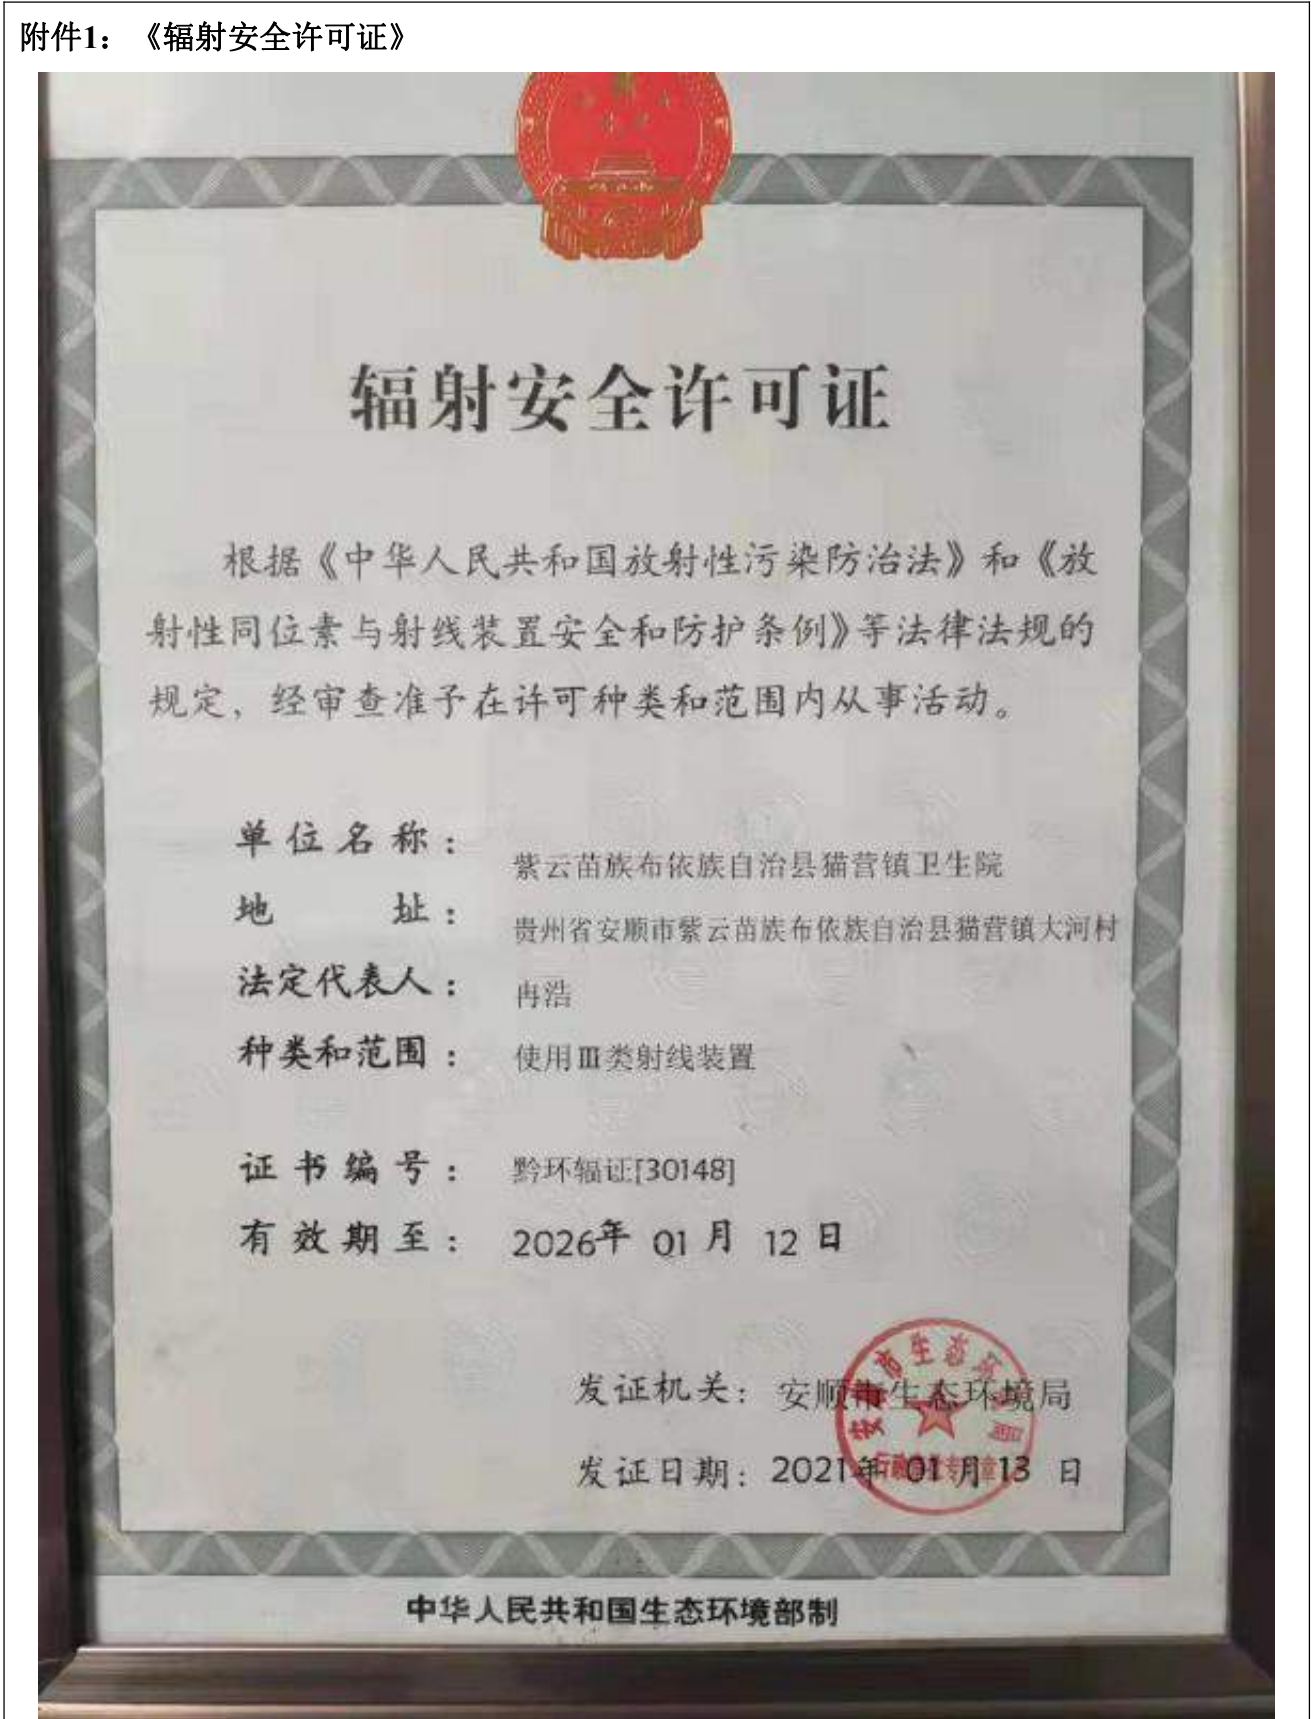 附件1：《辐射安全许可证》
辐射安全许可证
根据《中华人民共和国放射性污染防治法》和《放
射性同位素与射线装置安全和防护条例》等法律法规的
规定，经审查准予在许可种类和范围内从事活动。
单位名称：紫云苗族布依族自治县猫营镇卫生院
地址：贵州省安顺市紫云苗族布依族自治县猫营镇大河村
法定代表人：冉浩
种类和范围：使用Ⅲ类射线装置
证书编号：黔环辐证[30148]
有效期至：2026年 01月 12日
发证机关：安顺市生态环境局
发证日期：2021年 01月13日
中华人民共和国生态环境部制